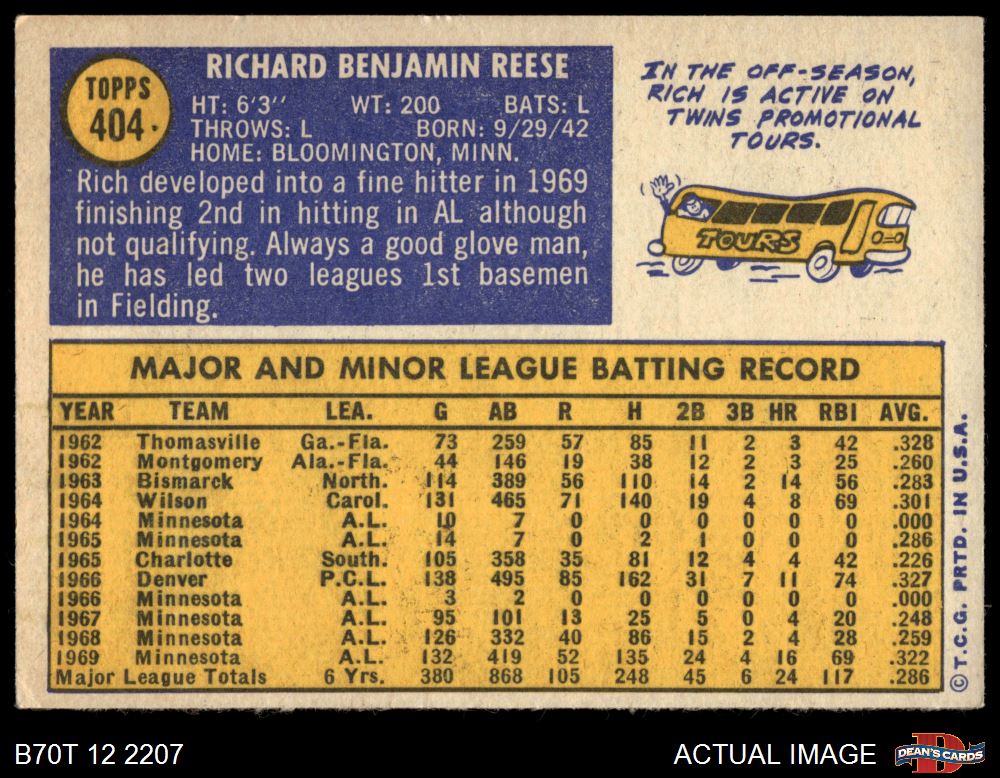 TOPPS
404
RICHARD BENJAMIN REESE
HT: 6'3" WT: 200 BATS: L
THROWS: L BORN: 9/29/42
HOME: BLOOMINGTON, MINN.
Rich developed into a fine hitter in 1969
finishing 2nd in hitting in AL although
not qualifying. Always a good glove man,
he has led two leagues 1st basemen
in Fielding.
IN THE OFF-SEASON,
RICH IS ACTIVE ON
TWINS PROMOTIONAL
TOURS.
TOURS
MAJOR AND MINOR LEAGUE BATTING RECORD
YEAR TEAM LEA. G AB R H 2B 3B HR RBI AVG.
1962 Thomasville Ga.-Fla. 73 259 57 85 11 2 3 42 .328
1962 Montgomery Ala.-Fla. 44 146 19 38 12 2 3 25 .260
1963 Bismarck North. 114 389 56 110 14 2 14 56 .283
1964 Wilson Carol. 131 465 71 140 19 4 8 69 .301
1964 Minnesota A.L. 10 7 0 0 0 0 0 0 .000
1965 Minnesota A.L. 14 7 0 2 1 0 0 0 .286
1965 Charlotte South. 105 358 35 81 12 4 4 42 .226
1966 Denver P.C.L. 138 495 85 162 31 7 11 74 .327
1966 Minnesota A.L. 3 2 0 0 0 0 0 0 .000
1967 Minnesota A.L. 95 101 13 25 5 0 4 20 .248
1968 Minnesota A.L. 126 332 40 86 15 2 4 28 .259
1969 Minnesota A.L. 132 419 52 135 24 4 16 69 .322
Major League Totals 6 Yrs. 380 868 105 248 45 6 24 117 .286
© T.C.G. PRTD. IN U.S.A.
B70T 12 2207
ACTUAL IMAGE
DEAN'S CARDS